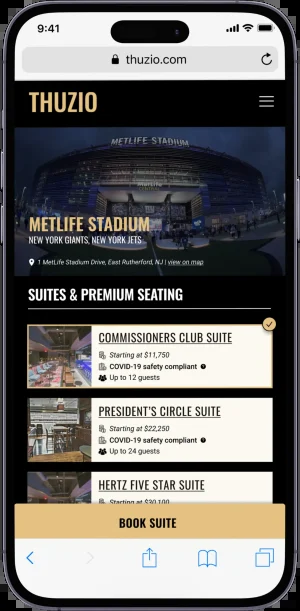 9:41
thuzio.com
THUZIO
METLIFE STADIUM
METLIFE STADIUM
NEW YORK GIANTS, NEW YORK JETS
1 MetLife Stadium Drive, East Rutherford, NJ | view on map
SUITES & PREMIUM SEATING
COMMISSIONERS CLUB SUITE
Starting at $11,750
COVID-19 safety compliant
Up to 12 guests
PRESIDENT'S CIRCLE SUITE
Starting at $22,250
COVID-19 safety compliant
Up to 24 guests
HERTZ FIVE STAR SUITE
Starting at $30,100
BOOK SUITE